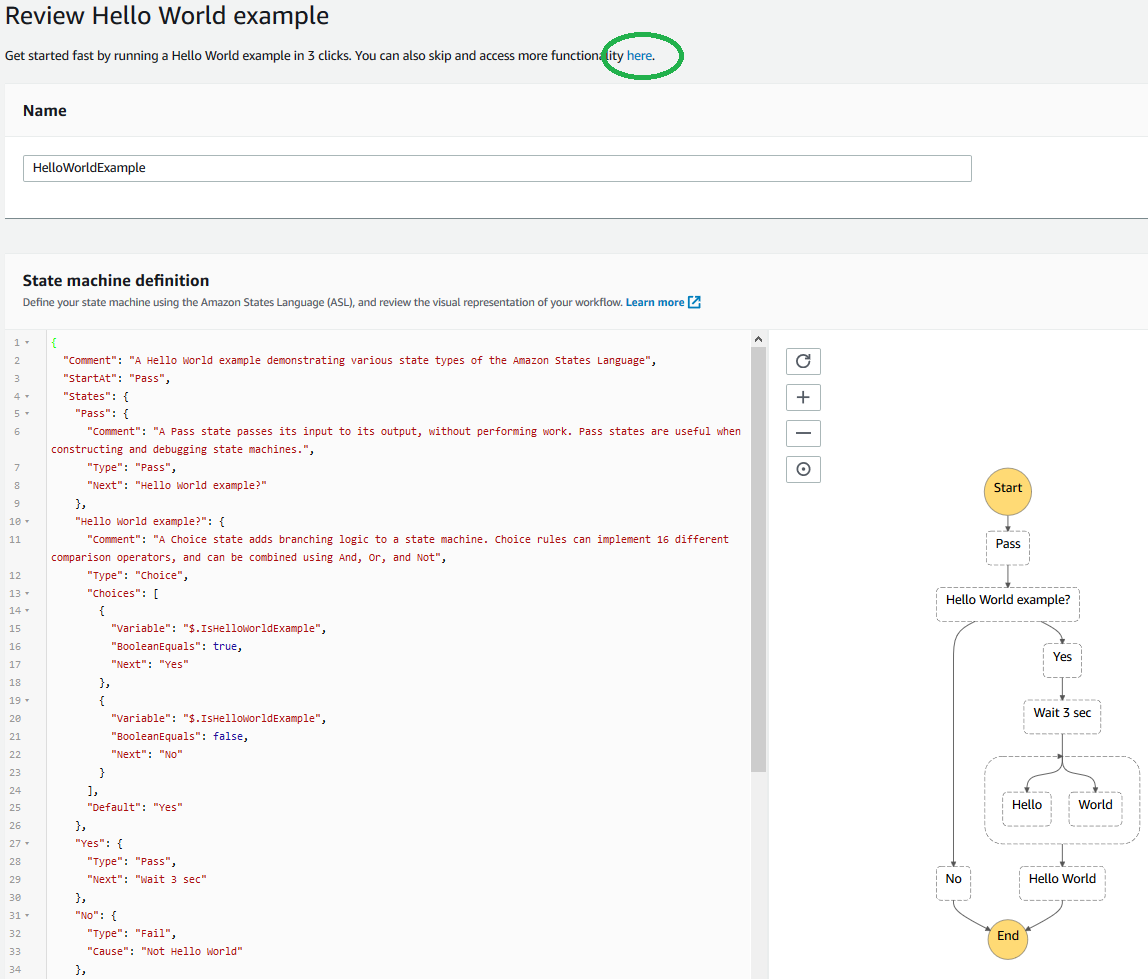 Review Hello World example
Get started fast by running a Hello World example in 3 clicks. You can also skip and access more functionality here.
Name
HelloWorldExample
State machine definition
Define your state machine using the Amazon States Language (ASL), and review the visual representation of your workflow. Learn more
1 {
2 "Comment": "A Hello World example demonstrating various state types of the Amazon States Language",
3 "StartAt": "Pass",
4 "States": {
5 "Pass": {
6 "Comment": "A Pass state passes its input to its output, without performing work. Pass states are useful when
constructing and debugging state machines.",
7 "Type": "Pass",
8 "Next": "Hello World example?"
9 },
10 "Hello World example?": {
11 "Comment": "A Choice state adds branching logic to a state machine. Choice rules can implement 16 different
comparison operators, and can be combined using And, Or, and Not",
12 "Type": "Choice",
13 "Choices": [
14 {
15 "Variable": "$.IsHelloWorldExample",
16 "BooleanEquals": true,
17 "Next": "Yes"
18 },
19 {
20 "Variable": "$.IsHelloWorldExample",
21 "BooleanEquals": false,
22 "Next": "No"
23 }
24 ],
25 "Default": "Yes"
26 },
27 "Yes": {
28 "Type": "Pass",
29 "Next": "Wait 3 sec"
30 },
31 "No": {
32 "Type": "Fail",
33 "Cause": "Not Hello World"
34 },
Start
Pass
Hello World example?
Yes
Wait 3 sec
Hello World
No Hello World
End